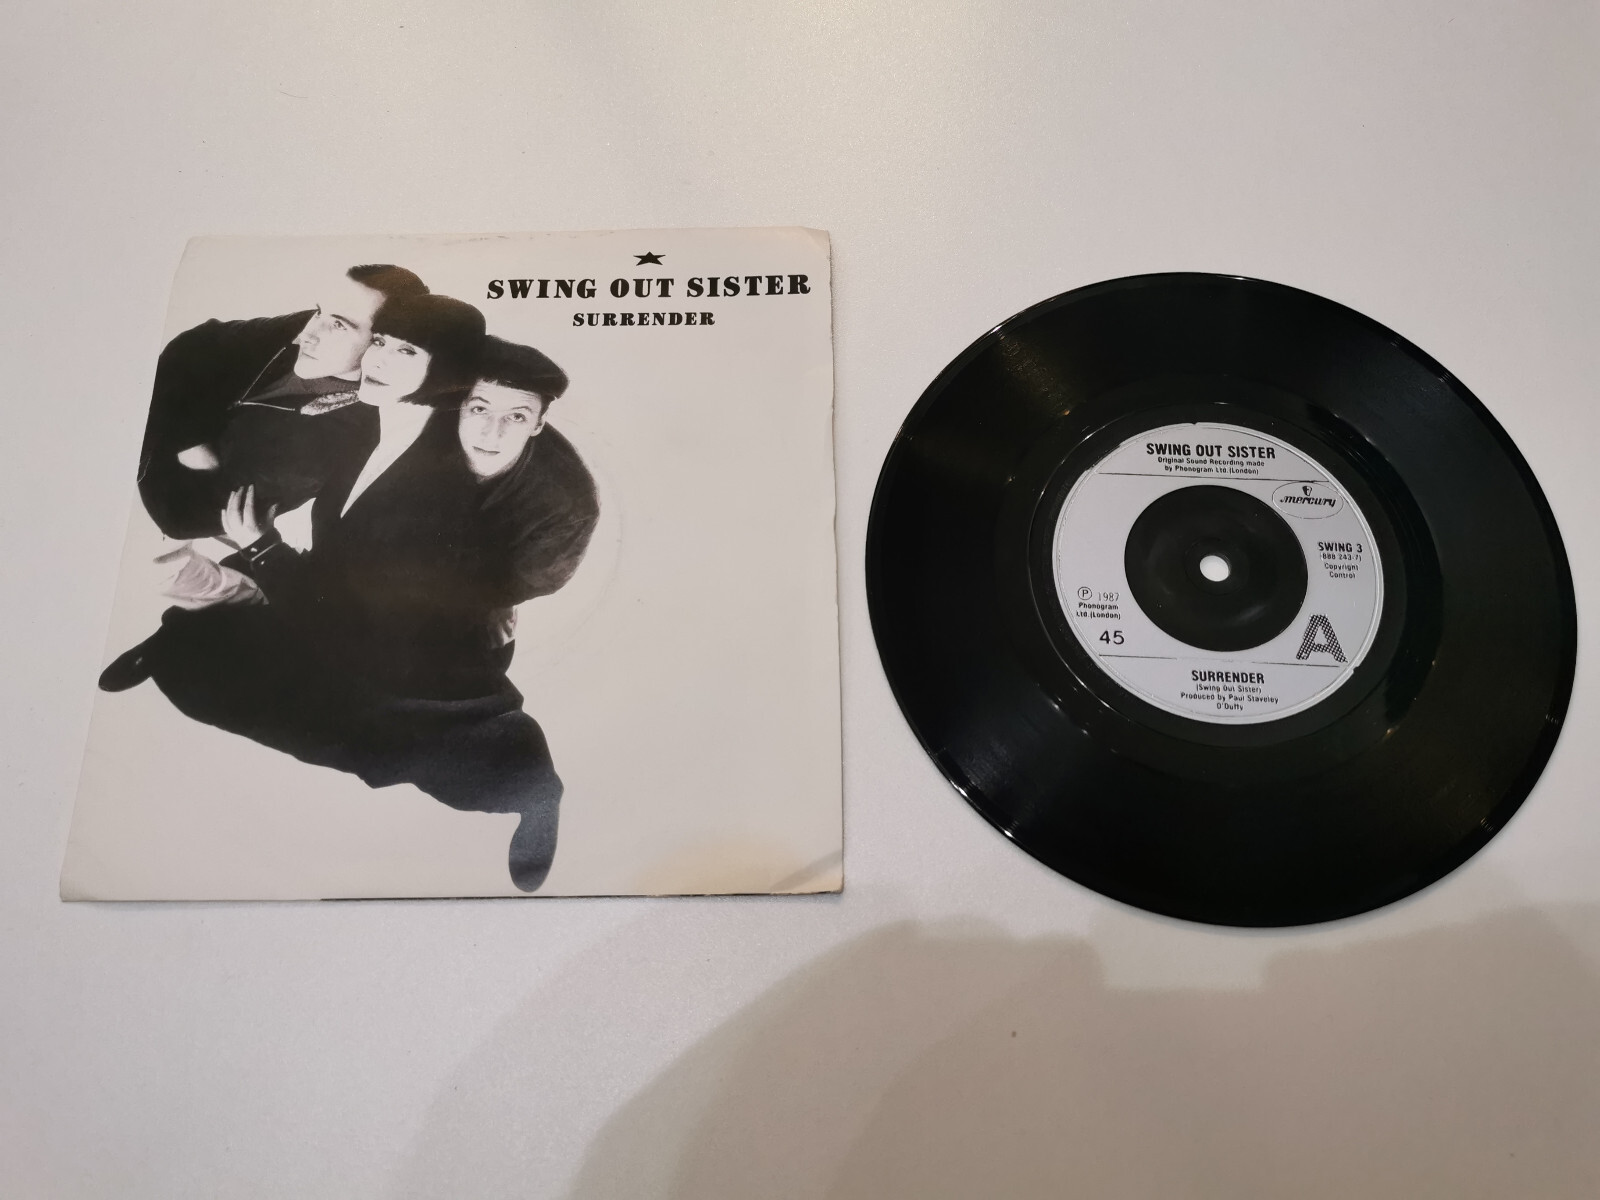 SWING OUT SISTER
SURRENDER
SWING OUT SISTER
Original Sound Recording made
by Phonogram Ltd.(London)
mercury
SWING 3
(888 243-7)
Copyright
Control
Ⓟ 1987
Phonogram
Ltd.(London)
45
A
SURRENDER
(Swing Out Sister)
Produced by Paul Staveley
O'Duffy